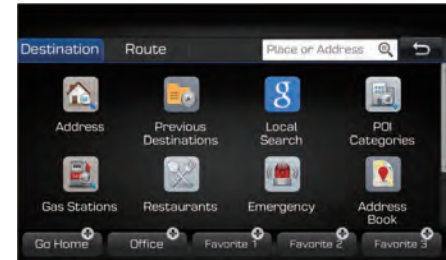 Destination
Route
Place or Address
Address
Previous
Destinations
8
Local
Search
POI
Categories
Gas Stations
Restaurants
Emergency
Address
Book
Go Home
Office
Favorite 1
Favorite 2
Favorite 3